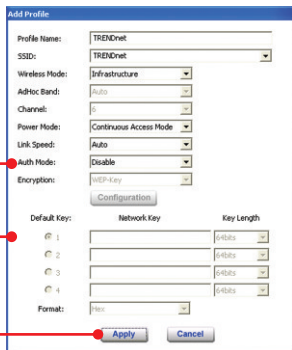 Add Profile
Profile Name: TRENDnet
SSID: TRENDnet
Wireless Mode: Infrastructure
AdHoc Band: Auto
Channel: 6
Power Mode: Continuous Access Mode
Link Speed: Auto
Auth Mode: Disable
Encryption: WEP-Key
Configuration
Default Key: Network Key Key Length
1 64bits
2 64bits
3 64bits
4 64bits
Format: Hex
Apply Cancel